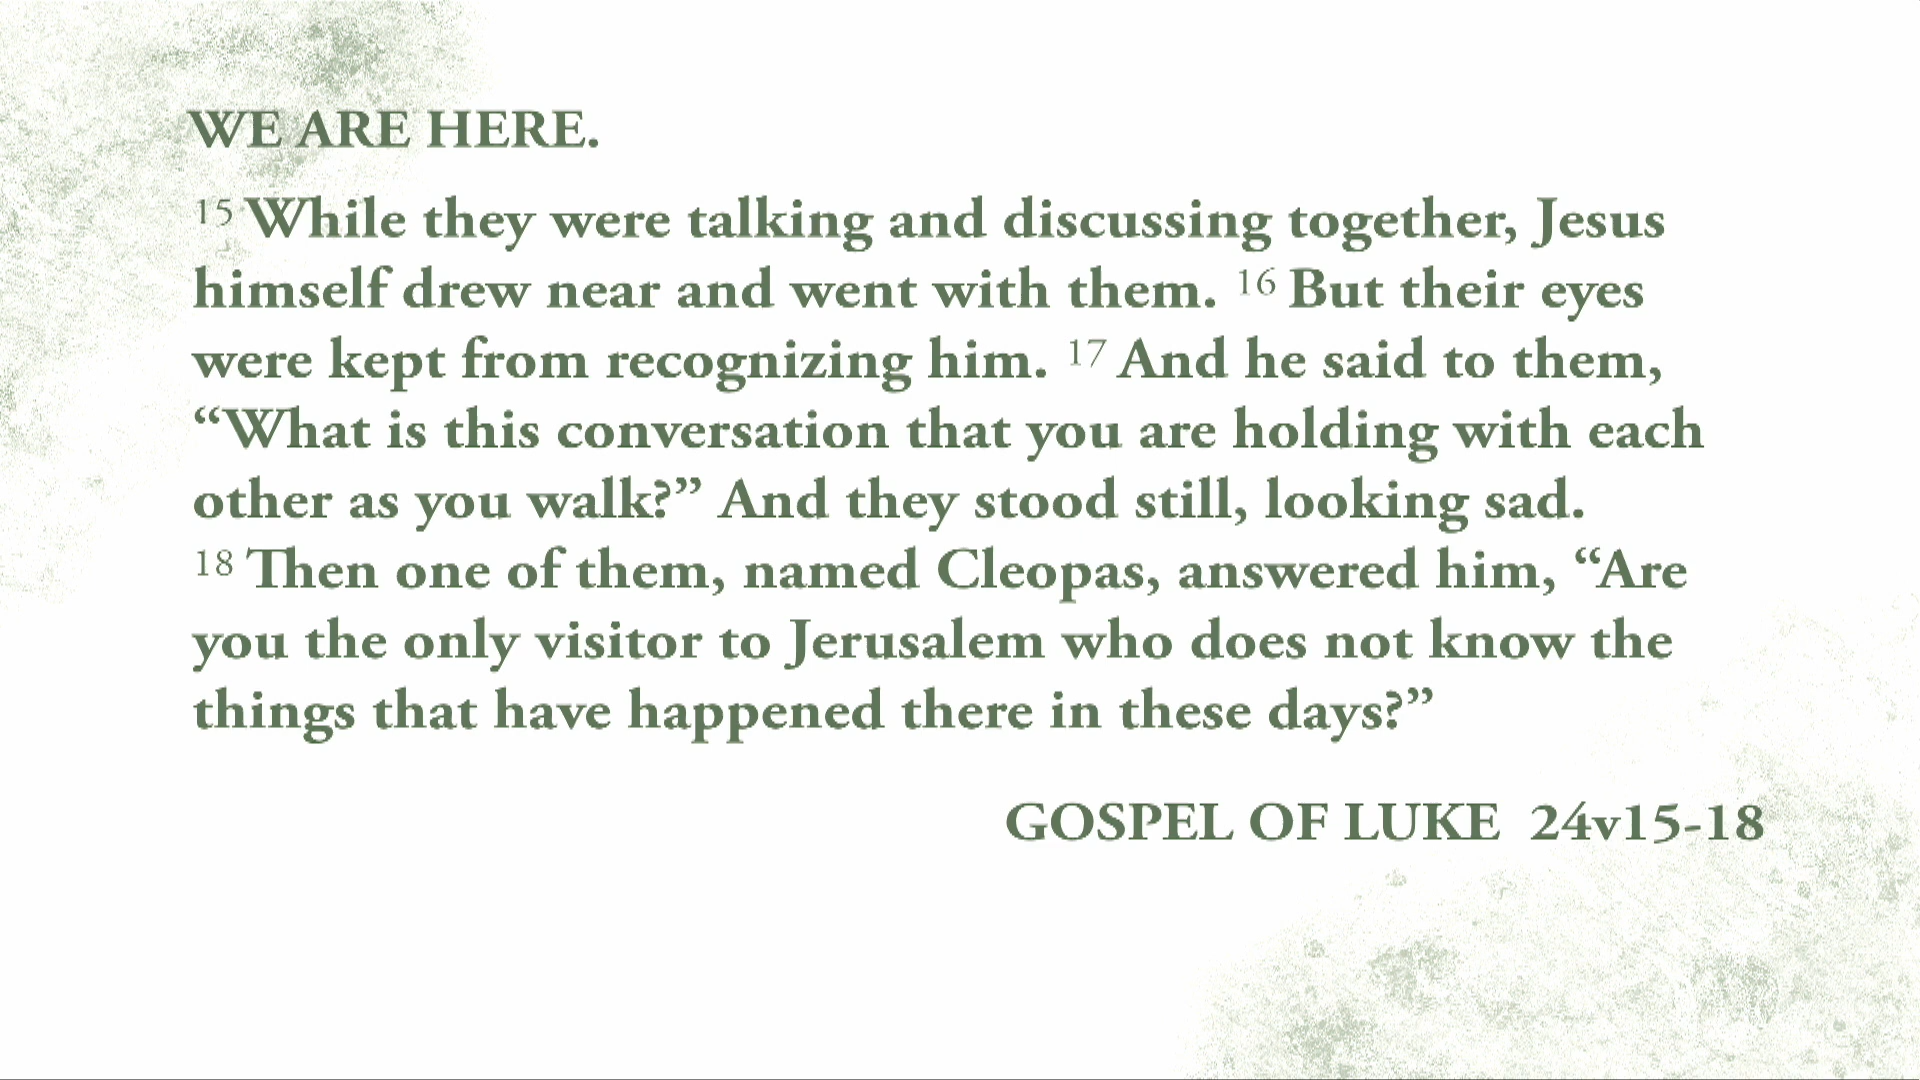 WE ARE HERE.
15 While they were talking and discussing together, Jesus
himself drew near and went with them. 16 But their eyes
were kept from recognizing him. 17 And he said to them,
“What is this conversation that you are holding with each
other as you walk?” And they stood still, looking sad.
18 Then one of them, named Cleopas, answered him, “Are
you the only visitor to Jerusalem who does not know the
things that have happened there in these days?”
GOSPEL OF LUKE 24v15-18